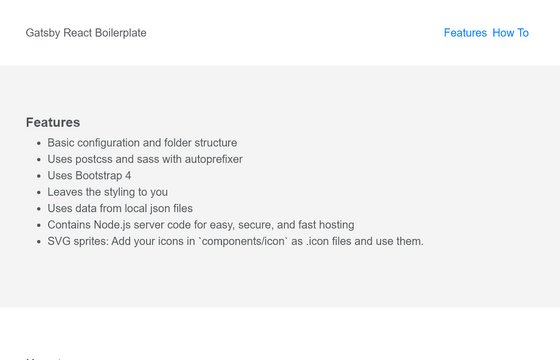 Gatsby React Boilerplate
Features How To
Features
Basic configuration and folder structure
Uses postcss and sass with autoprefixer
Uses Bootstrap 4
Leaves the styling to you
Uses data from local json files
Contains Node.js server code for easy, secure, and fast hosting
SVG sprites: Add your icons in `components/icon` as .icon files and use them.